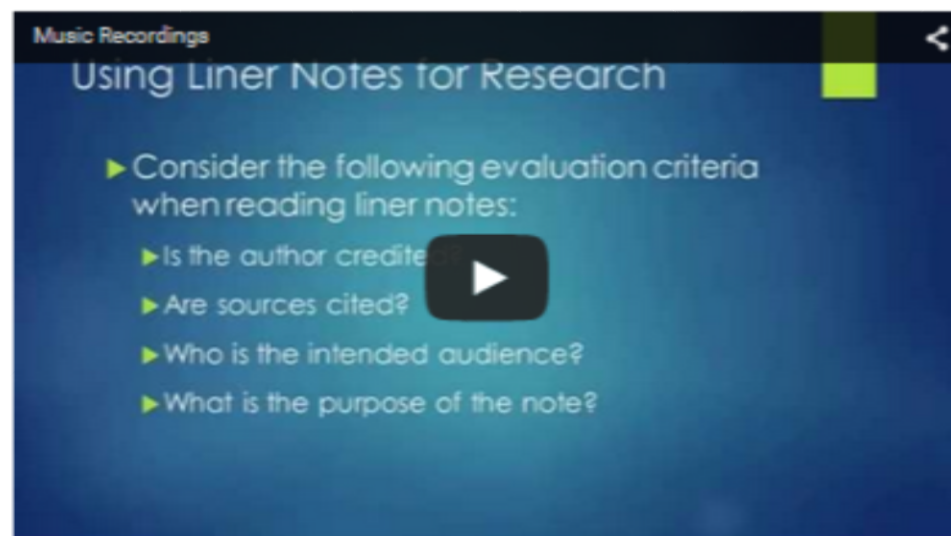 Music Recordings
Using Liner Notes for Research
Consider the following evaluation criteria
when reading liner notes:
Is the author credited?
Are sources cited?
Who is the intended audience?
What is the purpose of the note?